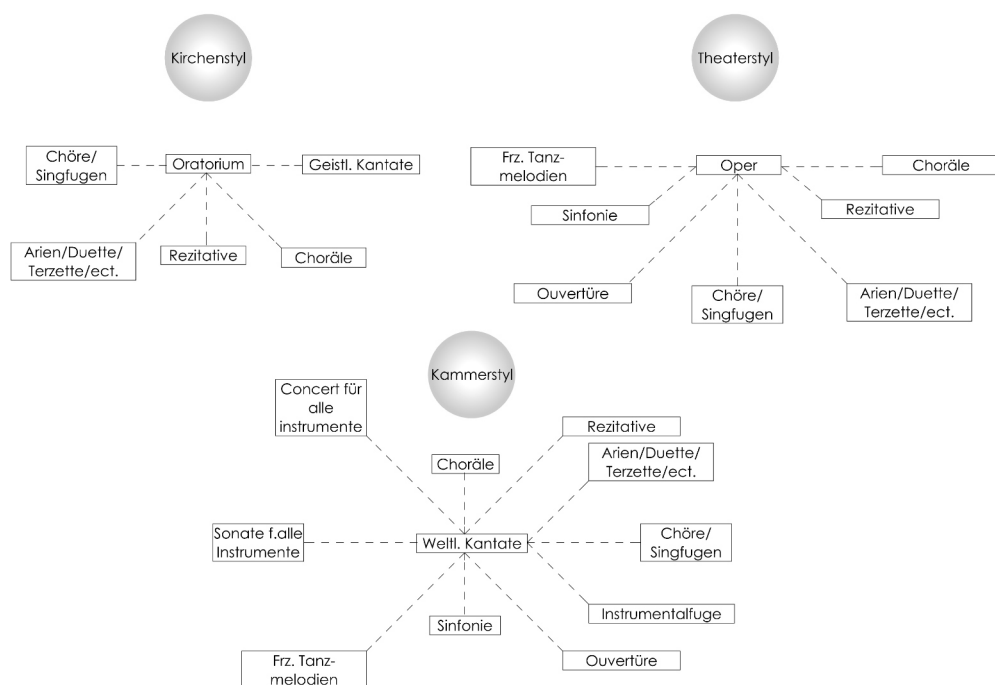 Kirchenstyl
Chöre/
Singfugen
Oratorium
Geistl. Kantate
Arien/Duette/
Terzette/ect.
Rezitative
Choräle
Theaterstyl
Frz. Tanz-
melodien
Oper
Choräle
Sinfonie
Rezitative
Ouvertüre
Chöre/
Singfugen
Arien/Duette/
Terzette/ect.
Kammerstyl
Concert für
alle
instrumente
Rezitative
Choräle
Arien/Duette/
Terzette/ect.
Sonate f.alle
Instrumente
Weltl. Kantate
Chöre/
Singfugen
Sinfonie
Instrumentalfuge
Frz. Tanz-
melodien
Ouvertüre